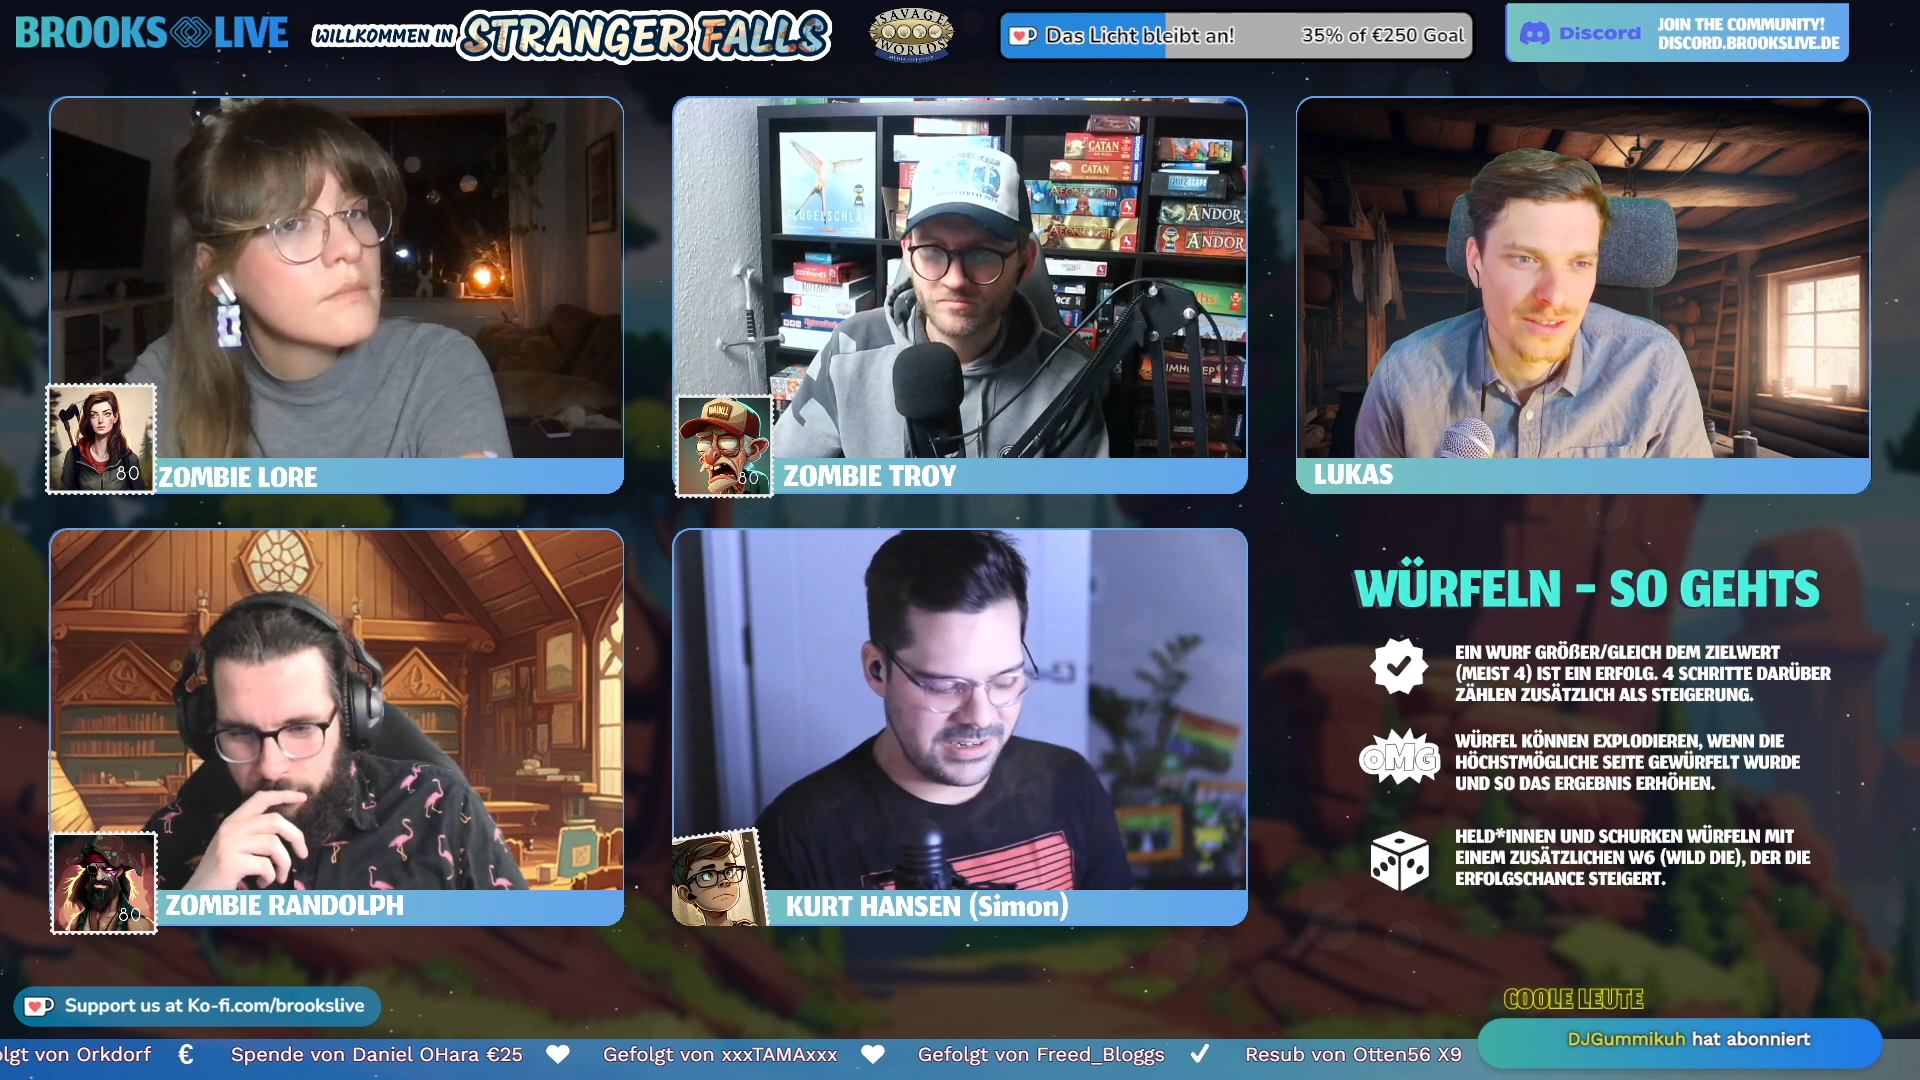 BROOKS LIVE
WILLKOMMEN IN STRANGER FALLS
SAVAGE WORLDS
Das Licht bleibt an! 35% of €250 Goal
Discord
JOIN THE COMMUNITY!
DISCORD.BROOKSLIVE.DE
FLÜGELSCHLAG
CATAN
CATAN
ANDOR
ANDOR
CODENAMES
IMHOTEP
KOSMOS
80
ZOMBIE LORE
80
ZOMBIE TROY
LUKAS
80
ZOMBIE RANDOLPH
KURT HANSEN (Simon)
WÜRFELN - SO GEHTS
EIN WURF GRÖßER/GLEICH DEM ZIELWERT
(MEIST 4) IST EIN ERFOLG. 4 SCHRITTE DARÜBER
ZÄHLEN ZUSÄTZLICH ALS STEIGERUNG.
OMG
WÜRFEL KÖNNEN EXPLODIEREN, WENN DIE
HÖCHSTMÖGLICHE SEITE GEWÜRFELT WURDE
UND SO DAS ERGEBNIS ERHÖHEN.
HELD*INNEN UND SCHURKEN WÜRFELN MIT
EINEM ZUSÄTZLICHEN W6 (WILD DIE), DER DIE
ERFOLGSCHANCE STEIGERT.
Support us at Ko-fi.com/brookslive
COOLE LEUTE
DJGummikuh hat abonniert
olgt von Orkdorf € Spende von Daniel OHara €25 Gefolgt von xxxTAMAxxx Gefolgt von Freed_Bloggs Resub von Otten56 X9